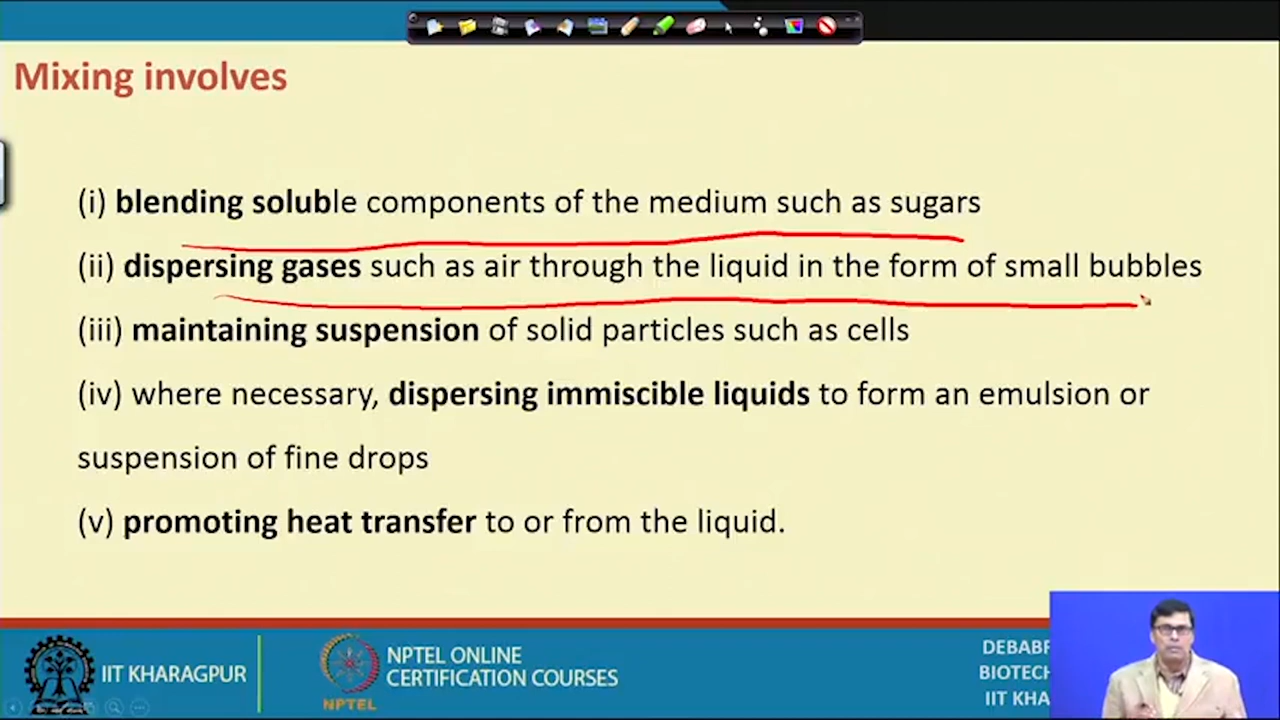 Mixing involves
(i) blending soluble components of the medium such as sugars
(ii) dispersing gases such as air through the liquid in the form of small bubbles
(iii) maintaining suspension of solid particles such as cells
(iv) where necessary, dispersing immiscible liquids to form an emulsion or
suspension of fine drops
(v) promoting heat transfer to or from the liquid.
IIT KHARAGPUR
NPTEL
NPTEL ONLINE
CERTIFICATION COURSES
DEBABR
BIOTECH
IIT KHA